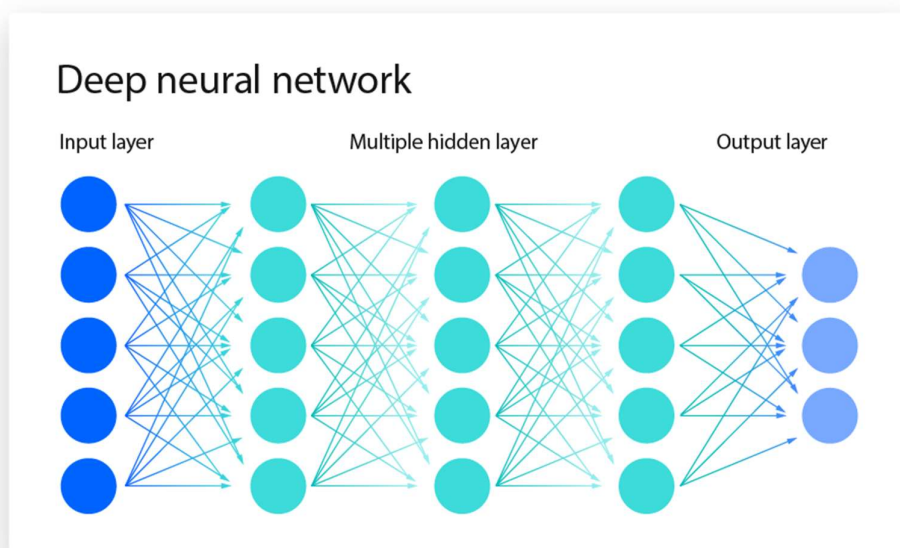 Deep neural network
Input layer
Multiple hidden layer
Output layer